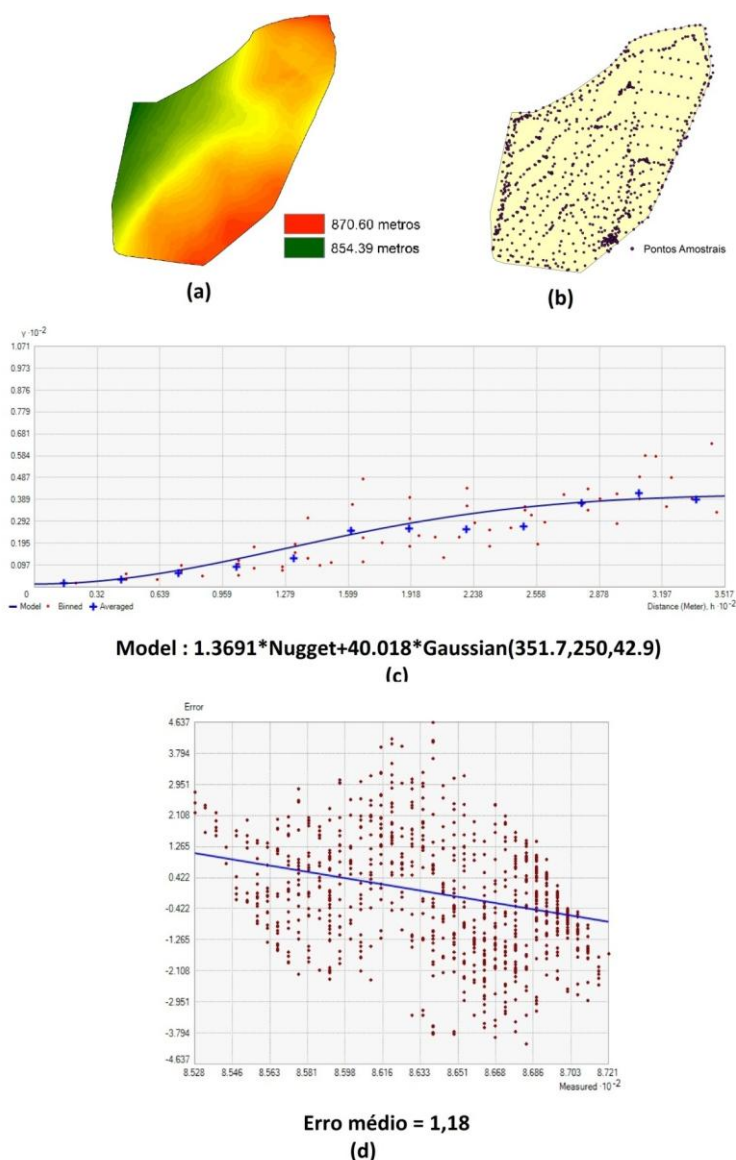 870.60 metros
854.39 metros
(a)
Pontos Amostrais
(b)
γ·10⁻²
1.071
0.973
0.876
0.779
0.681
0.584
0.487
0.389
0.292
0.195
0.097
0 0.32 0.639 0.959 1.279 1.599 1.918 2.238 2.558 2.878 3.197 3.517
Distance (Meter), h·10⁻²
Model Binned Averaged
Model : 1.3691*Nugget+40.018*Gaussian(351.7,250,42.9)
(c)
Error
4.637
3.794
2.951
2.108
1.265
0.422
-0.422
-1.265
-2.108
-2.951
-3.794
-4.637
8.528 8.546 8.563 8.581 8.598 8.616 8.633 8.651 8.668 8.686 8.703 8.721
Measured·10⁻²
Erro médio = 1,18
(d)